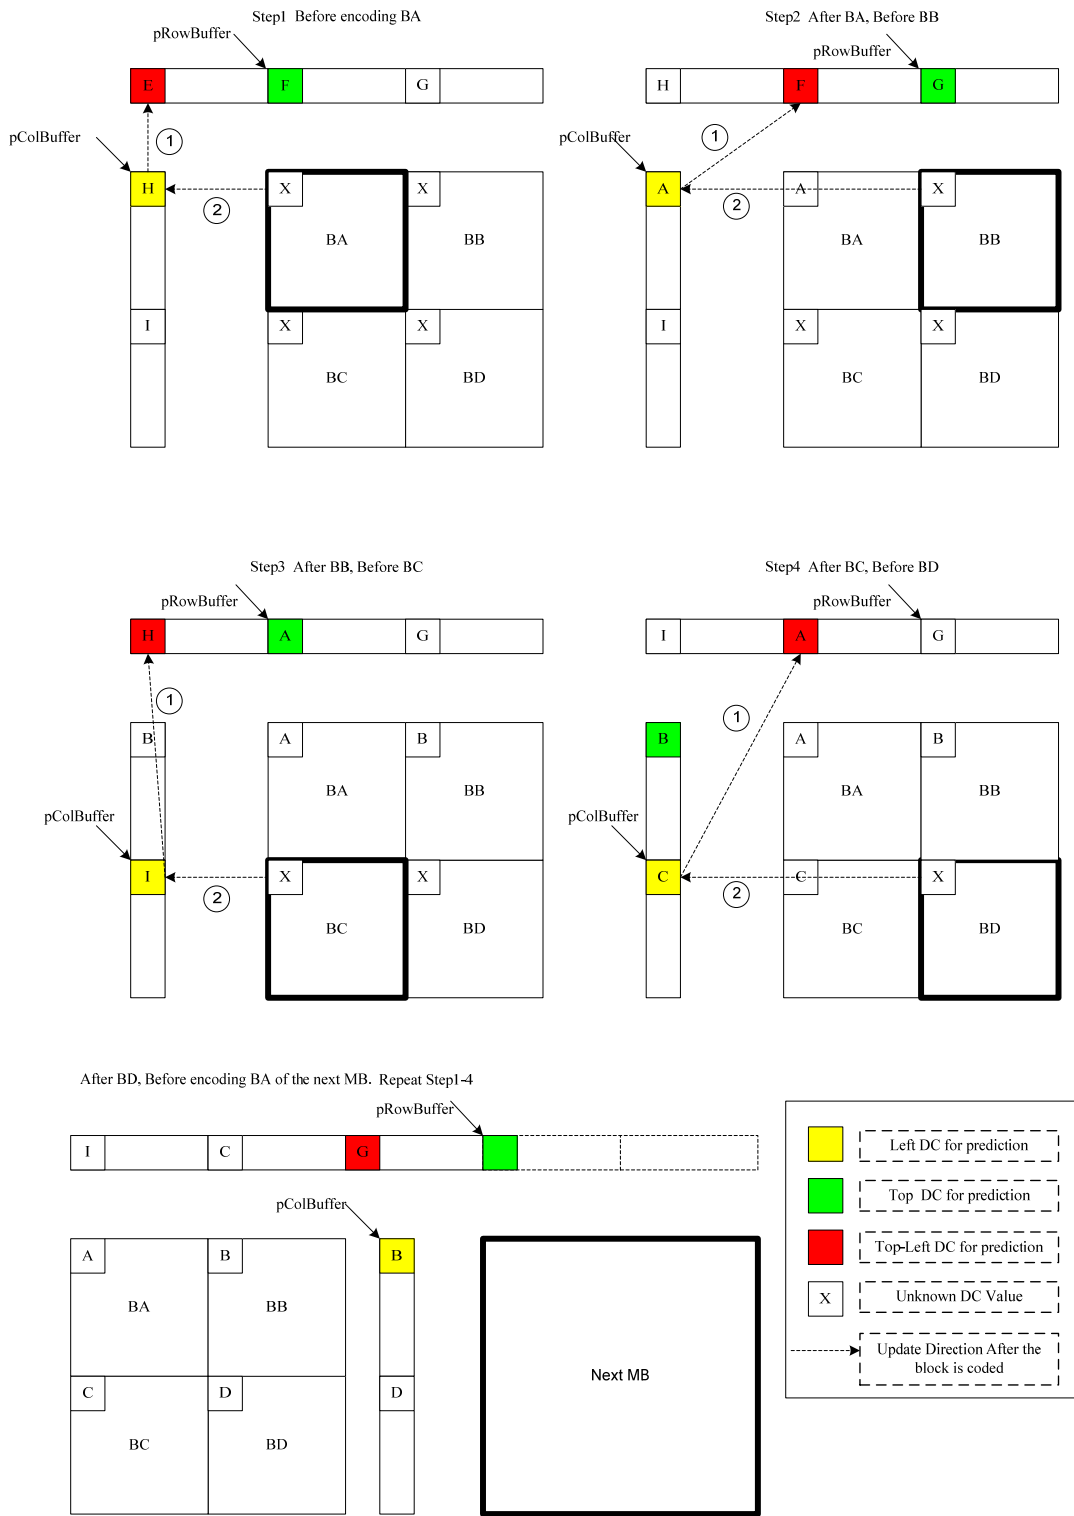 Step1 Before encoding BA
pRowBuffer
E F G
pColBuffer
1
H
2
X X
BA BB
I X X
BC BD
Step2 After BA, Before BB
pRowBuffer
H F G
pColBuffer
1
A
2
A X
BA BB
I X X
BC BD
Step3 After BB, Before BC
pRowBuffer
H A G
1
B A B
BA BB
pColBuffer
I
2
X X
BC BD
Step4 After BC, Before BD
pRowBuffer
I A G
1
B A B
BA BB
pColBuffer
C
2
C X
BC BD
After BD, Before encoding BA of the next MB. Repeat Step1-4
pRowBuffer
I C G
pColBuffer
A B B
BA BB
C D D
BC BD
Next MB
Left DC for prediction
Top DC for prediction
Top-Left DC for prediction
X Unknown DC Value
Update Direction After the
block is coded